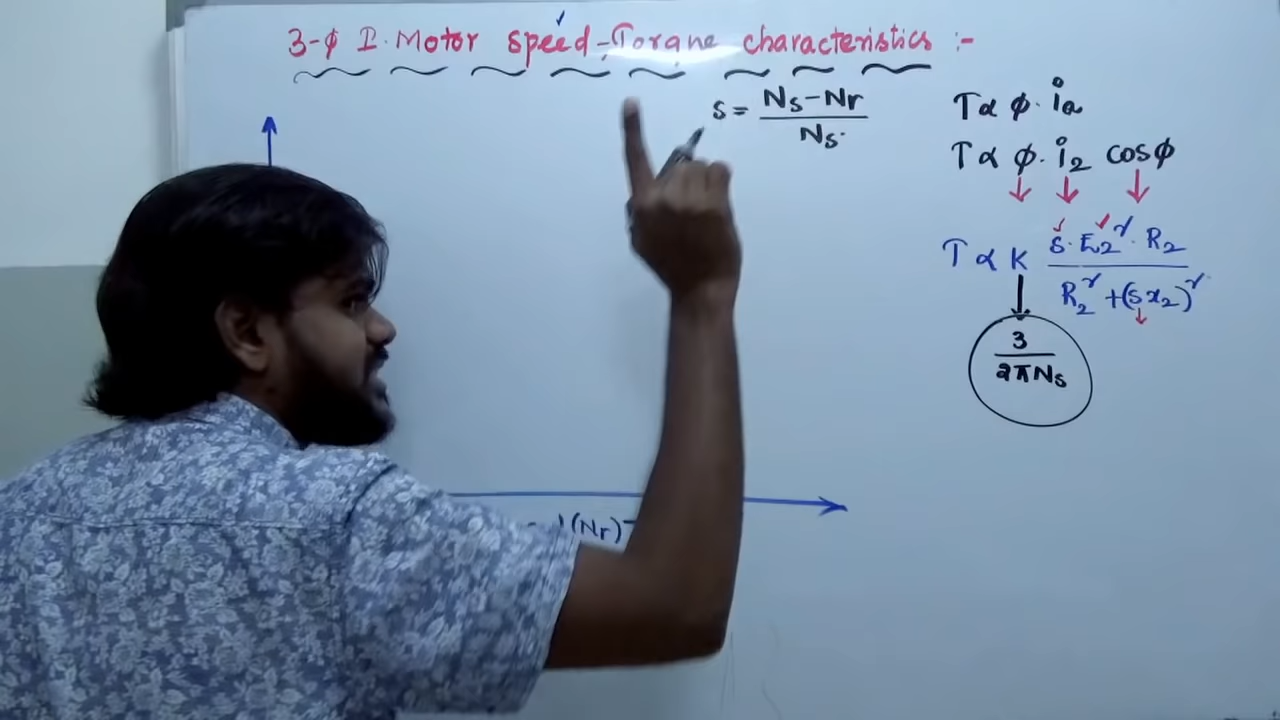 3-φ I.Motor speed-Torque characteristics :-
s = Ns-Nr / Ns.
T ∝ φ. ia
T ∝ φ. i2 cosφ
T ∝ K s.E2². R2 / R2² +(sx2)²
3 / 2πNs
(Nr)